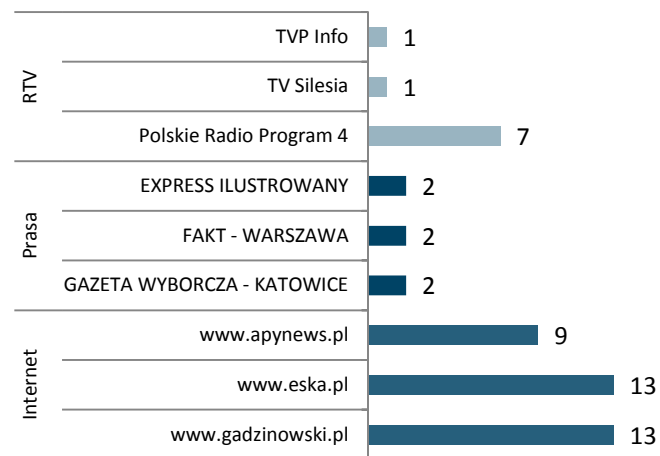 RTV
TVP Info 1
TV Silesia 1
Polskie Radio Program 4 7
Prasa
EXPRESS ILUSTROWANY 2
FAKT - WARSZAWA 2
GAZETA WYBORCZA - KATOWICE 2
Internet
www.apynews.pl 9
www.eska.pl 13
www.gadzinowski.pl 13